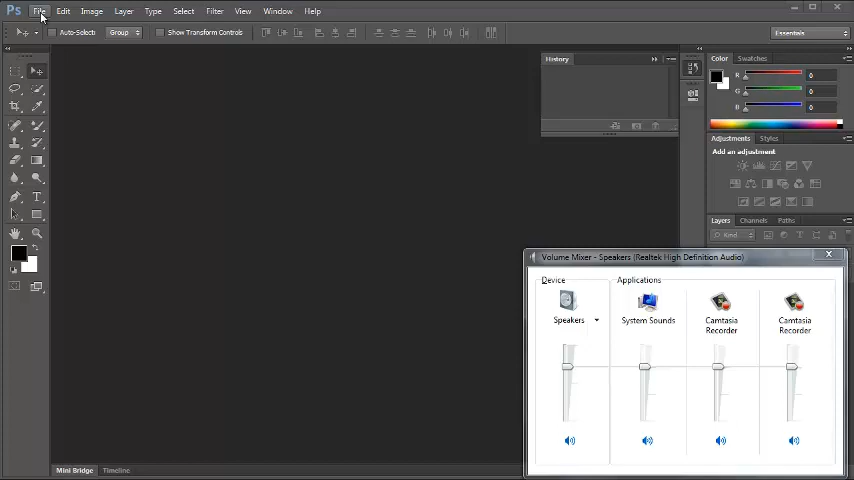 Ps File Edit Image Layer Type Select Filter View Window Help
Auto-Select: Group Show Transform Controls Essentials
History
Color Swatches
R 0
G 0
B 0
Adjustments Styles
Add an adjustment
Layers Channels Paths
Kind
Volume Mixer - Speakers (Realtek High Definition Audio)
Device Applications
Speakers System Sounds Camtasia Recorder Camtasia Recorder
Mini Bridge Timeline